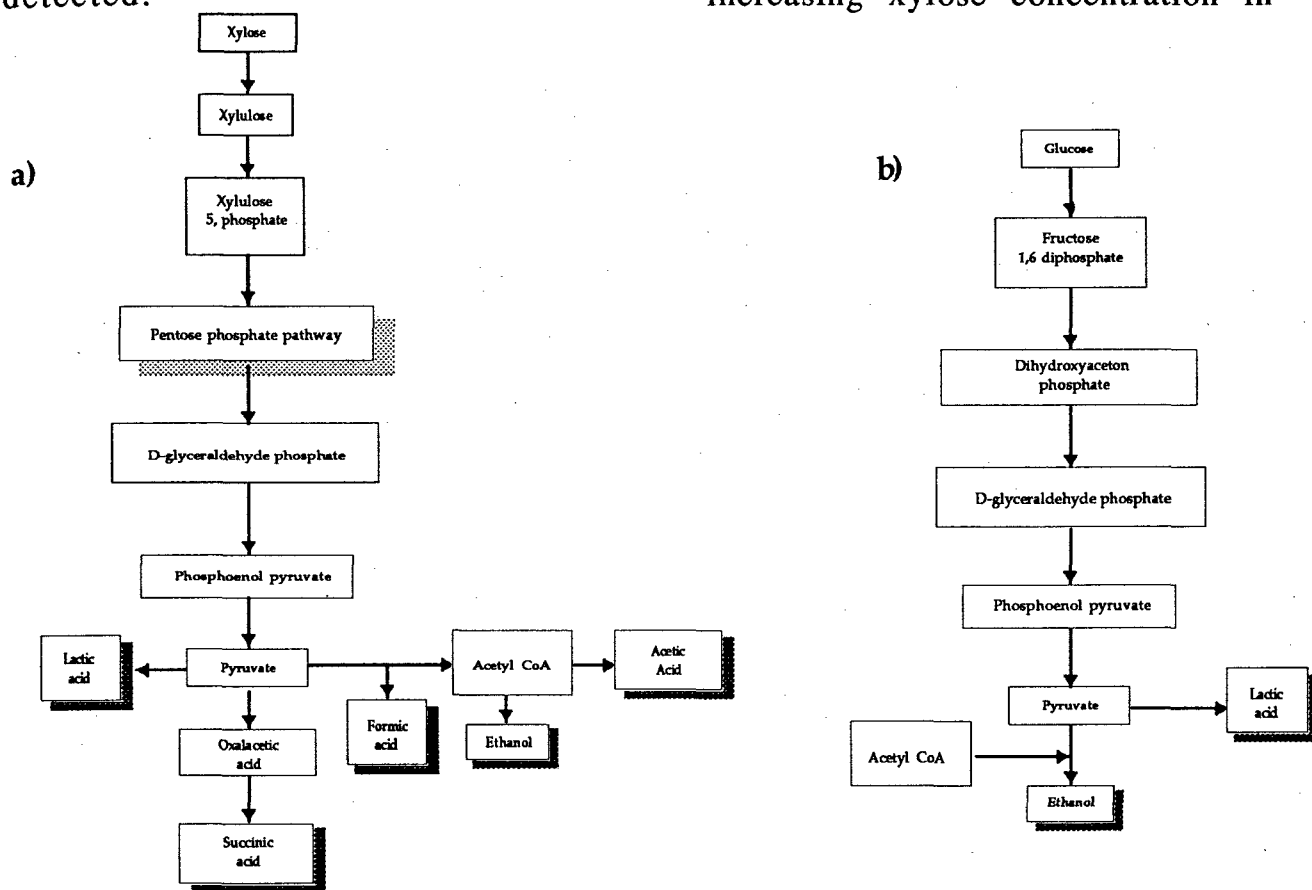 detected.
increasing xylose concentration in
a)
Xylose
Xylulose
Xylulose
5, phosphate
Pentose phosphate pathway
D-glyceraldehyde phosphate
Phosphoenol pyruvate
Lactic
acid
Pyruvate
Acetyl CoA
Acetic
Acid
Formic
acid
Ethanol
Oxalacetic
acid
Succinic
acid
b)
Glucose
Fructose
1,6 diphosphate
Dihydroxyaceton
phosphate
D-glyceraldehyde phosphate
Phosphoenol pyruvate
Pyruvate
Lactic
acid
Acetyl CoA
Ethanol